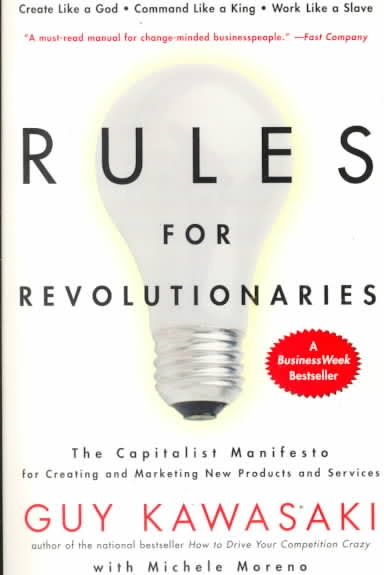 Create Like a God • Command Like a King • Work Like a Slave
"A must-read manual for change-minded businesspeople." —Fast Company
RULES
FOR
REVOLUTIONARIES
A
BusinessWeek
Bestseller
The Capitalist Manifesto
for Creating and Marketing New Products and Services
GUY KAWASAKI
author of the national bestseller How to Drive Your Competition Crazy
with Michele Moreno